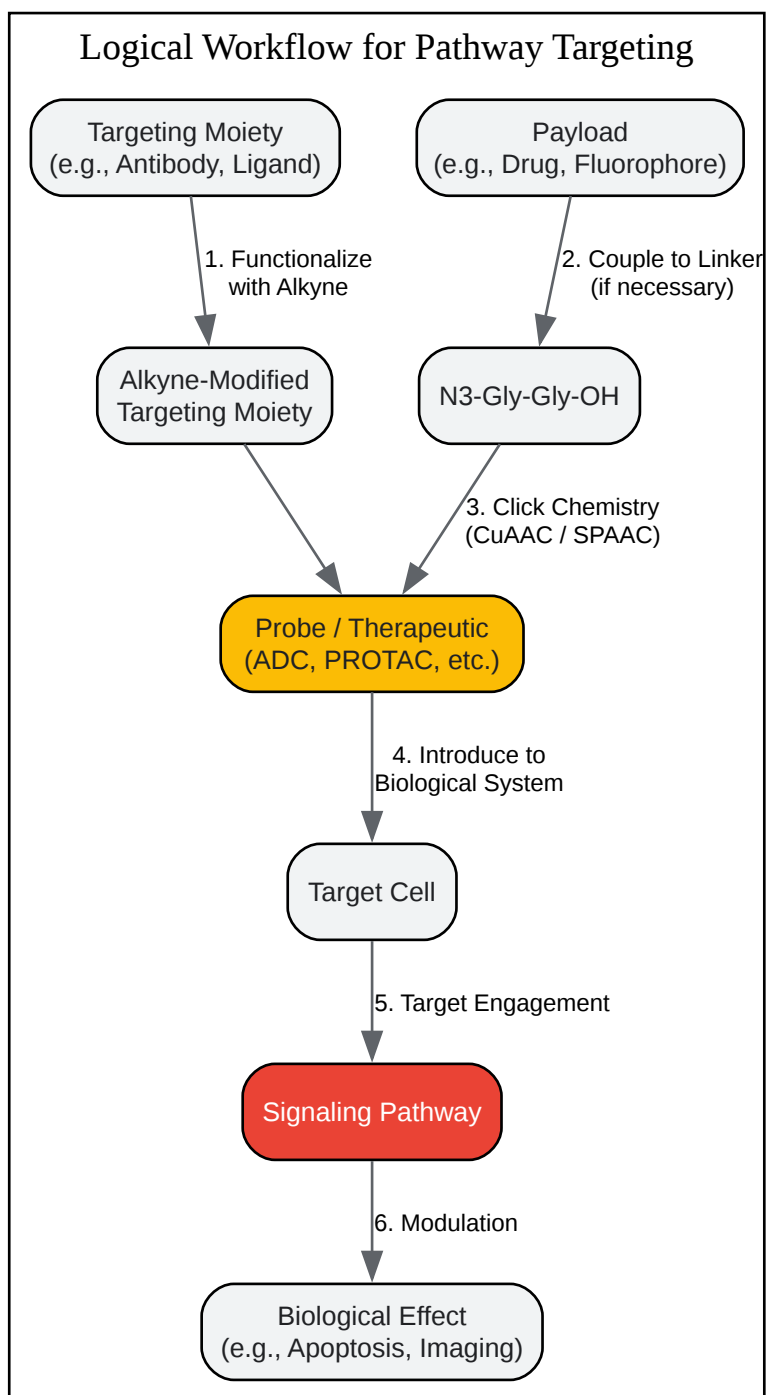 Logical Workflow for Pathway Targeting
Targeting Moiety
(e.g., Antibody, Ligand)
Payload
(e.g., Drug, Fluorophore)
1. Functionalize
with Alkyne
2. Couple to Linker
(if necessary)
Alkyne-Modified
Targeting Moiety
N3-Gly-Gly-OH
3. Click Chemistry
(CuAAC / SPAAC)
Probe / Therapeutic
(ADC, PROTAC, etc.)
4. Introduce to
Biological System
Target Cell
5. Target Engagement
Signaling Pathway
6. Modulation
Biological Effect
(e.g., Apoptosis, Imaging)